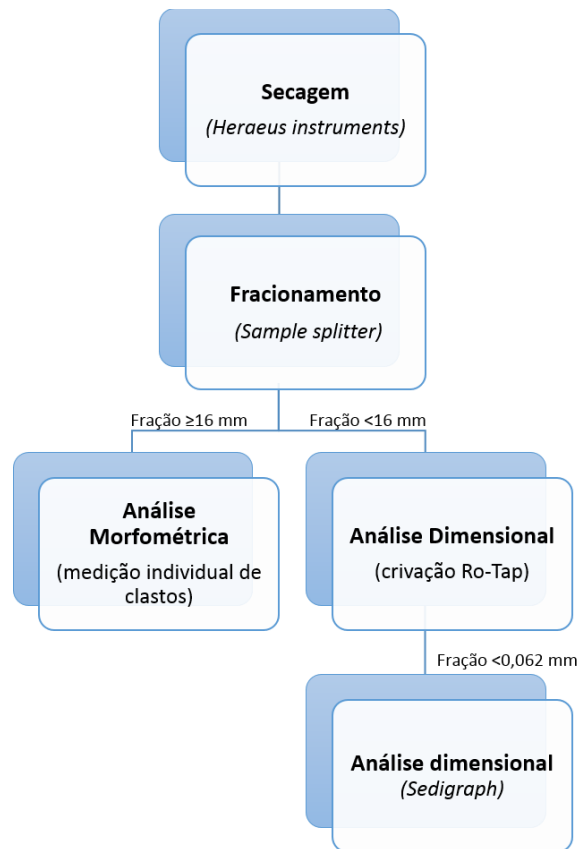 Secagem
(Heraeus instruments)
Fracionamento
(Sample splitter)
Fração ≥16 mm
Fração <16 mm
Análise
Morfométrica
(medição individual de
clastos)
Análise Dimensional
(crivação Ro-Tap)
Fração <0,062 mm
Análise dimensional
(Sedigraph)